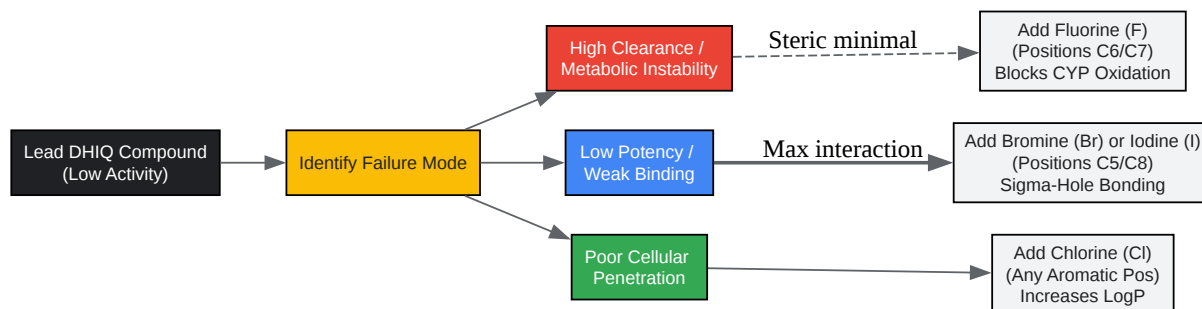 Lead DHIQ Compound
(Low Activity)
Identify Failure Mode
High Clearance /
Metabolic Instability
Steric minimal
Add Fluorine (F)
(Positions C6/C7)
Blocks CYP Oxidation
Low Potency /
Weak Binding
Max interaction
Add Bromine (Br) or Iodine (I)
(Positions C5/C8)
Sigma-Hole Bonding
Poor Cellular
Penetration
Add Chlorine (Cl)
(Any Aromatic Pos)
Increases LogP